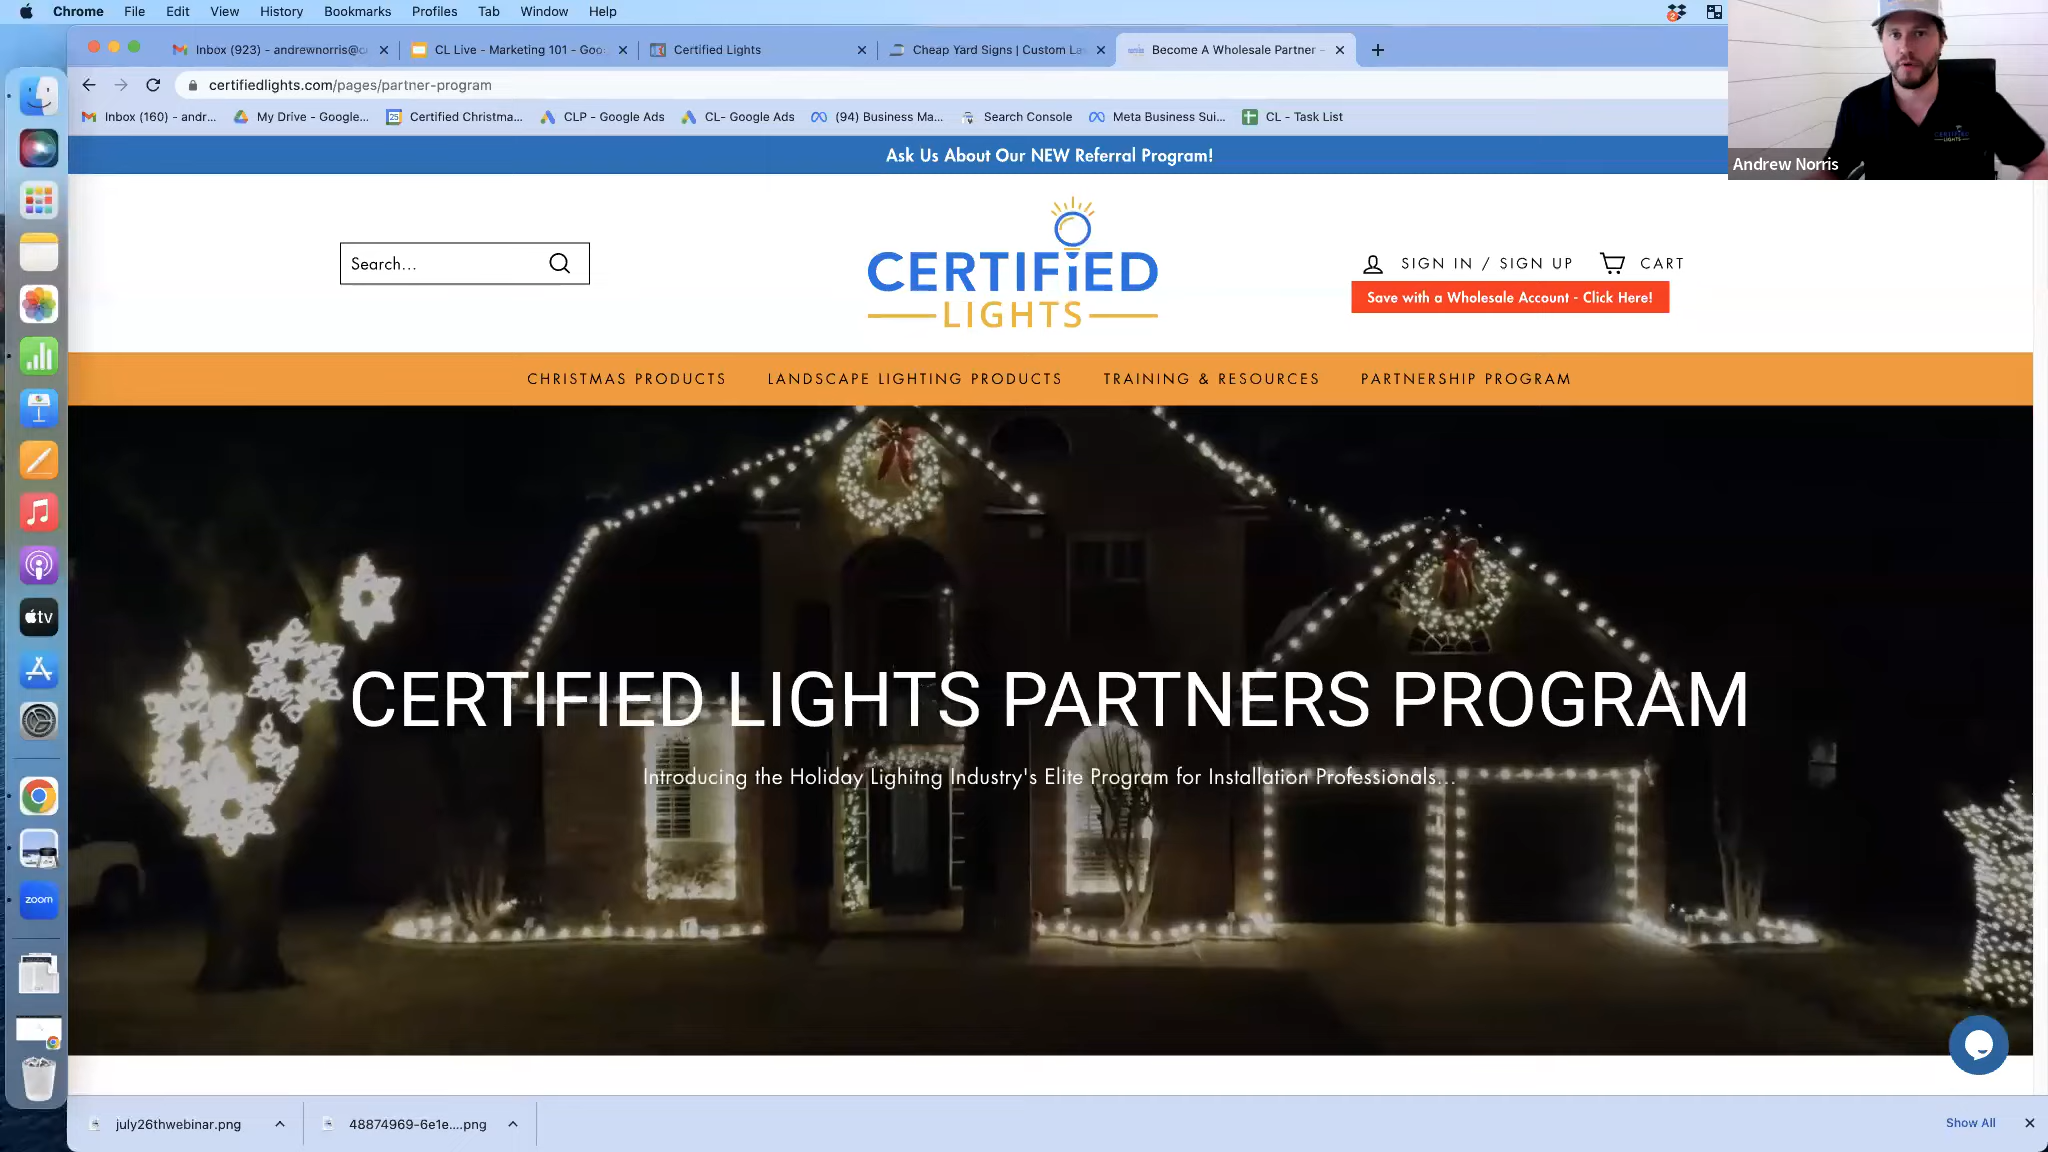 Chrome File Edit View History Bookmarks Profiles Tab Window Help
Inbox (923) - andrewnorris@c
CL Live - Marketing 101 - Goo
Certified Lights
Cheap Yard Signs | Custom La
Become A Wholesale Partner -
certifiedlights.com/pages/partner-program
Inbox (160) - andr...
My Drive - Google...
Certified Christma...
CLP - Google Ads
CL- Google Ads
(94) Business Ma...
Search Console
Meta Business Sui...
CL - Task List
Andrew Norris
Ask Us About Our NEW Referral Program!
Search...
CERTIFiED
LIGHTS
SIGN IN / SIGN UP
CART
Save with a Wholesale Account - Click Here!
CHRISTMAS PRODUCTS
LANDSCAPE LIGHTING PRODUCTS
TRAINING & RESOURCES
PARTNERSHIP PROGRAM
CERTIFIED LIGHTS PARTNERS PROGRAM
Introducing the Holiday Lighitng Industry's Elite Program for Installation Professionals...
tv
zoom
july26thwebinar.png
48874969-6e1e....png
Show All